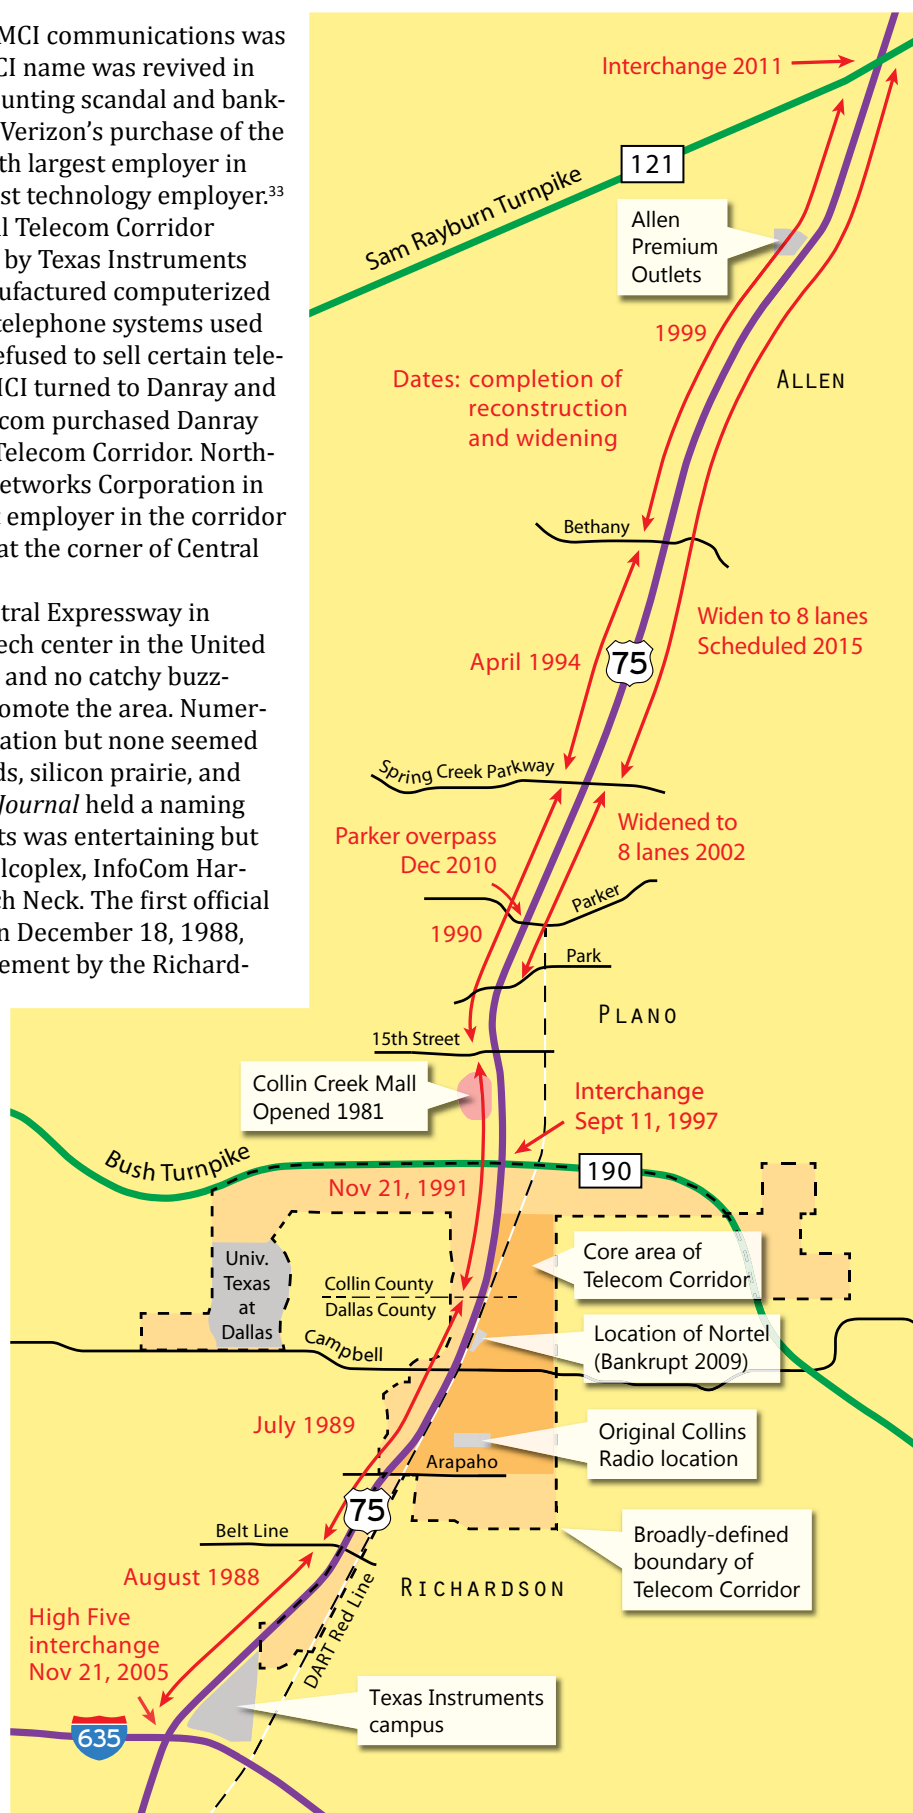 MCI communications was
CI name was revived in
unting scandal and bank-
Verizon's purchase of the
th largest employer in
st technology employer.33
l Telecom Corridor
by Texas Instruments
ufactured computerized
telephone systems used
efused to sell certain tele-
MCI turned to Danray and
com purchased Danray
Telecom Corridor. North-
etworks Corporation in
t employer in the corridor
at the corner of Central
tral Expressway in
ech center in the United
and no catchy buzz-
omote the area. Numer-
ation but none seemed
ds, silicon prairie, and
Journal held a naming
ts was entertaining but
lcoplex, InfoCom Har-
ch Neck. The first official
n December 18, 1988,
ement by the Richard-
Interchange 2011
121
Sam Rayburn Turnpike
Allen
Premium
Outlets
1999
ALLEN
Dates: completion of
reconstruction
and widening
Bethany
Widen to 8 lanes
Scheduled 2015
April 1994
75
Spring Creek Parkway
Parker overpass
Dec 2010
Widened to
8 lanes 2002
Parker
1990
Park
PLANO
15th Street
Collin Creek Mall
Opened 1981
Interchange
Sept 11, 1997
Bush Turnpike
190
Nov 21, 1991
Univ.
Texas
at
Dallas
Core area of
Telecom Corridor
Collin County
Dallas County
Location of Nortel
(Bankrupt 2009)
Campbell
July 1989
Original Collins
Radio location
Arapaho
75
Belt Line
Broadly-defined
boundary of
Telecom Corridor
August 1988
RICHARDSON
DART Red Line
High Five
interchange
Nov 21, 2005
Texas Instruments
campus
635